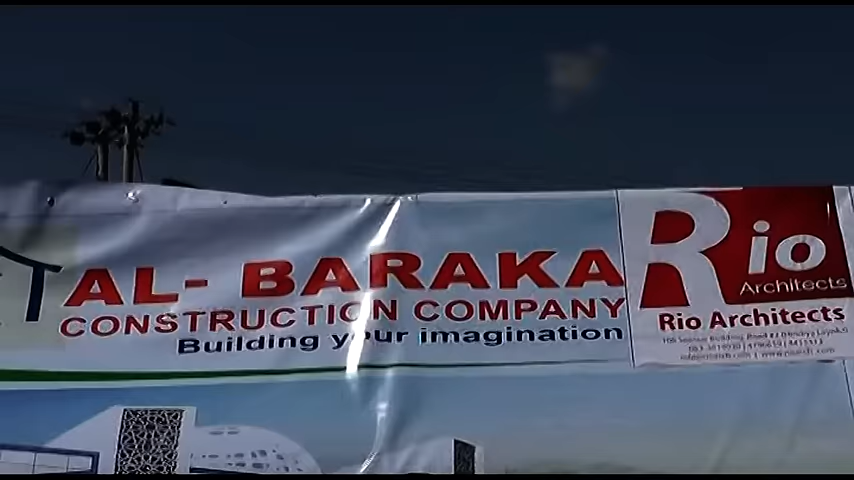 AL- BARAKA
CONSTRUCTION COMPANY
Building your imagination
Rio
Architects
Rio Architects